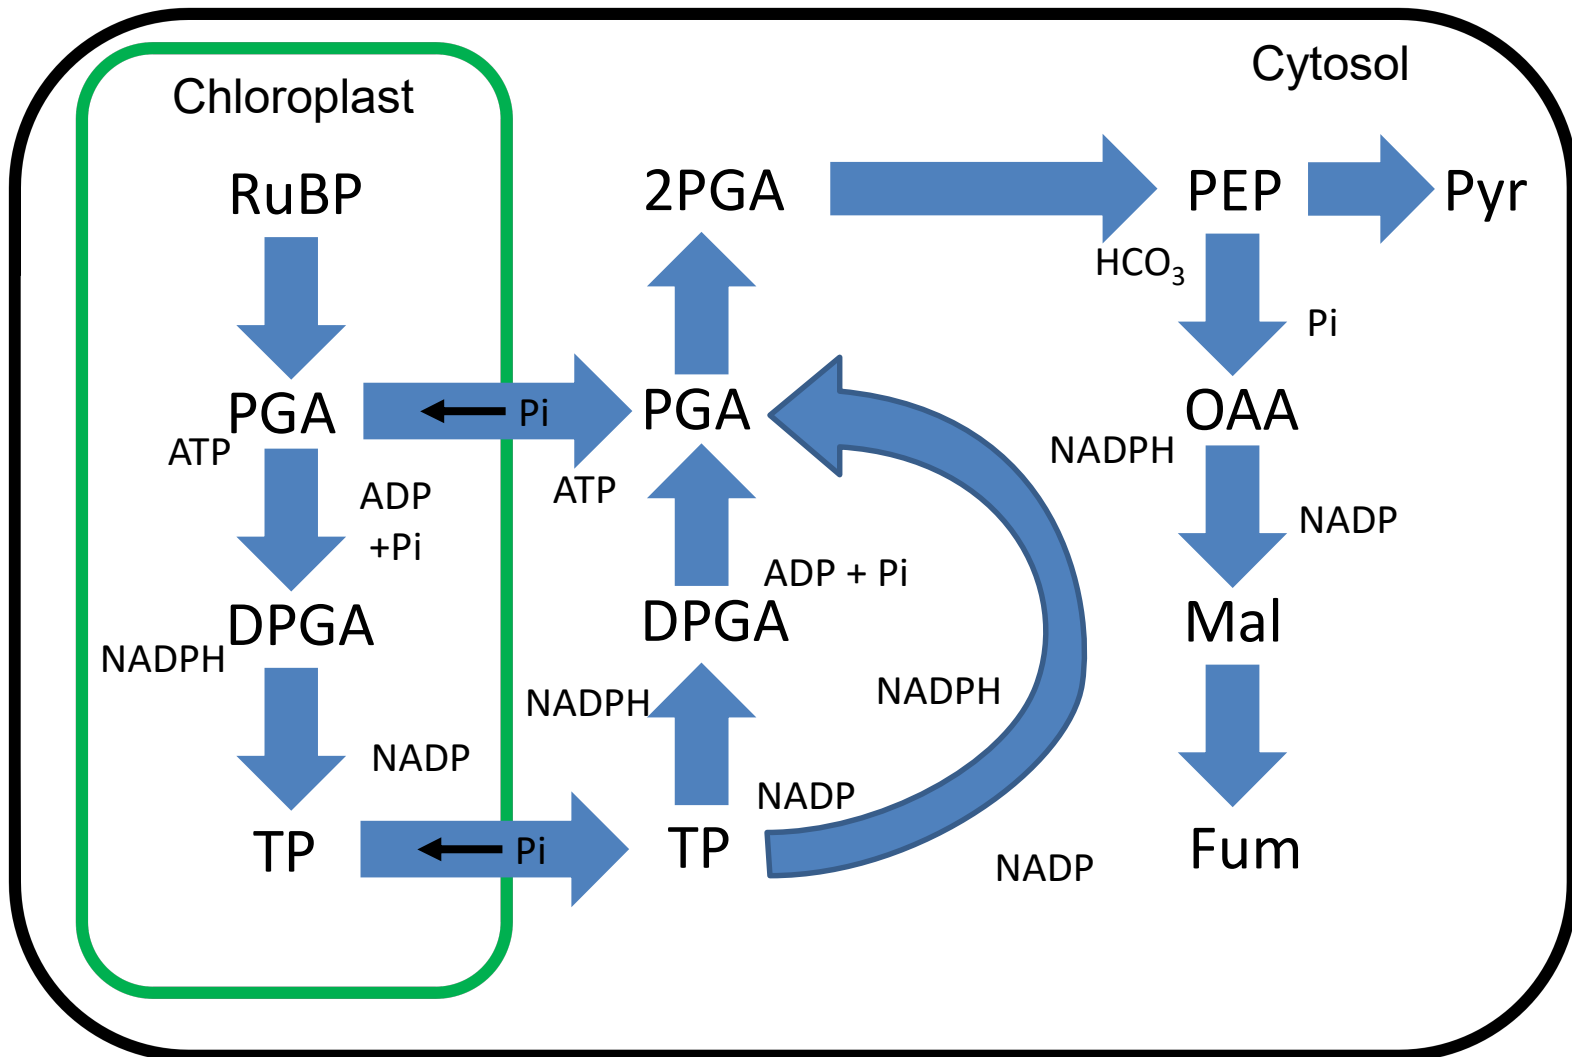 Chloroplast
Cytosol
RuBP
2PGA
PEP
Pyr
HCO₃
Pi
PGA
Pi
PGA
OAA
ATP
ATP
NADPH
ADP
+Pi
NADP
ADP + Pi
DPGA
DPGA
Mal
NADPH
NADPH
NADPH
NADP
NADP
TP
Pi
TP
NADP
Fum